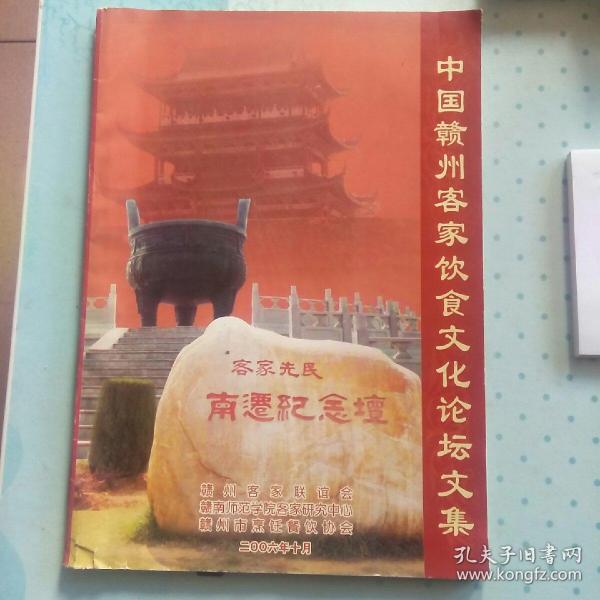 中国赣州客家饮食文化论坛文集
客家先民
南遷紀念壇
赣州客家联谊会
赣南师范学院客家研究中心
赣州市烹饪餐饮协会
二00六年十月
孔夫子旧书网
www.kongfz.com